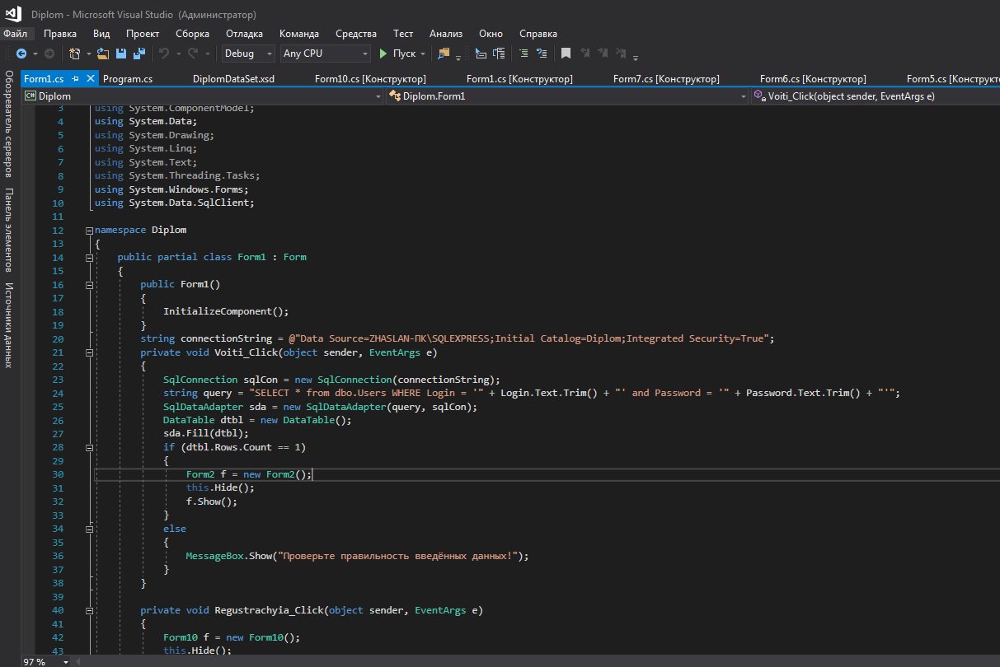 Diplom - Microsoft Visual Studio (Администратор)
Файл Правка Вид Проект Сборка Отладка Команда Средства Тест Анализ Окно Справка
Debug Any CPU Пуск
Form1.cs Program.cs DiplomDataSet.xsd Form10.cs [Конструктор] Form1.cs [Конструктор] Form7.cs [Конструктор] Form6.cs [Конструктор] Form5.cs [Конструкт
Diplom Diplom.Form1 Voiti_Click(object sender, EventArgs e)
Обозреватель серверов
Панель элементов
Источники данных
3 using System.ComponentModel;
4 using System.Data;
5 using System.Drawing;
6 using System.Linq;
7 using System.Text;
8 using System.Threading.Tasks;
9 using System.Windows.Forms;
10 using System.Data.SqlClient;
11
12 namespace Diplom
13 {
14 public partial class Form1 : Form
15 {
16 public Form1()
17 {
18 InitializeComponent();
19 }
20 string connectionString = @"Data Source=ZHASLAN-ПК\SQLEXPRESS;Initial Catalog=Diplom;Integrated Security=True";
21 private void Voiti_Click(object sender, EventArgs e)
22 {
23 SqlConnection sqlCon = new SqlConnection(connectionString);
24 string query = "SELECT * from dbo.Users WHERE Login = '" + Login.Text.Trim() + "' and Password = '" + Password.Text.Trim() + "'";
25 SqlDataAdapter sda = new SqlDataAdapter(query, sqlCon);
26 DataTable dtbl = new DataTable();
27 sda.Fill(dtbl);
28 if (dtbl.Rows.Count == 1)
29 {
30 Form2 f = new Form2();
31 this.Hide();
32 f.Show();
33 }
34 else
35 {
36 MessageBox.Show("Проверьте правильность введённых данных!");
37 }
38 }
39
40 private void Regustrachyia_Click(object sender, EventArgs e)
41 {
42 Form10 f = new Form10();
43 this.Hide();
97 %